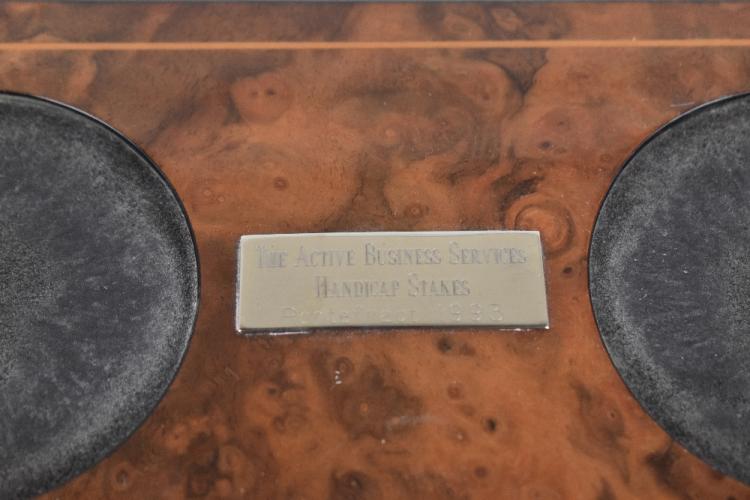 The Active Business Services
Handicap Stakes
Pontefract 1993